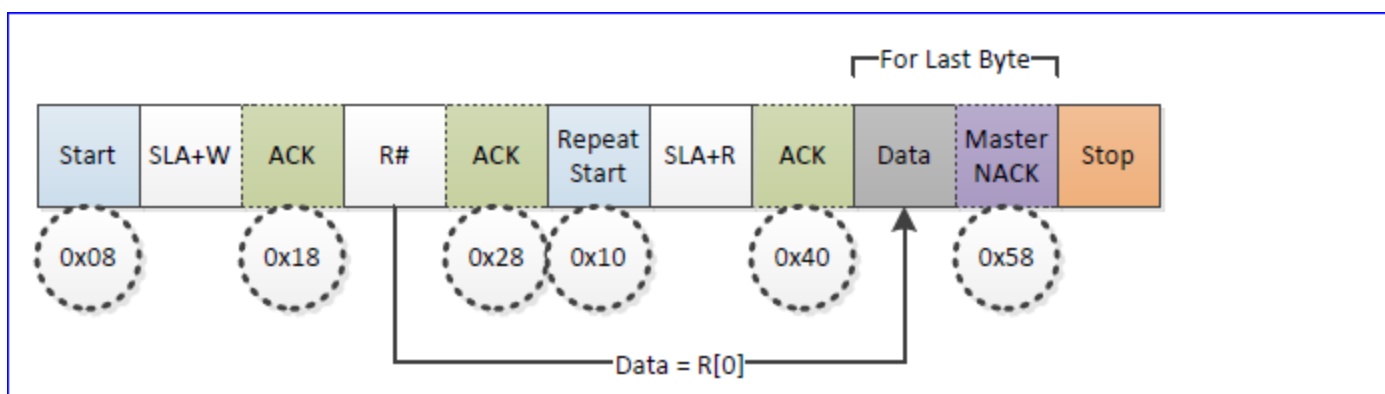 For Last Byte
Start
SLA+W
ACK
R#
ACK
Repeat
Start
SLA+R
ACK
Data
Master
NACK
Stop
0x08
0x18
0x28
0x10
0x40
0x58
Data = R[0]